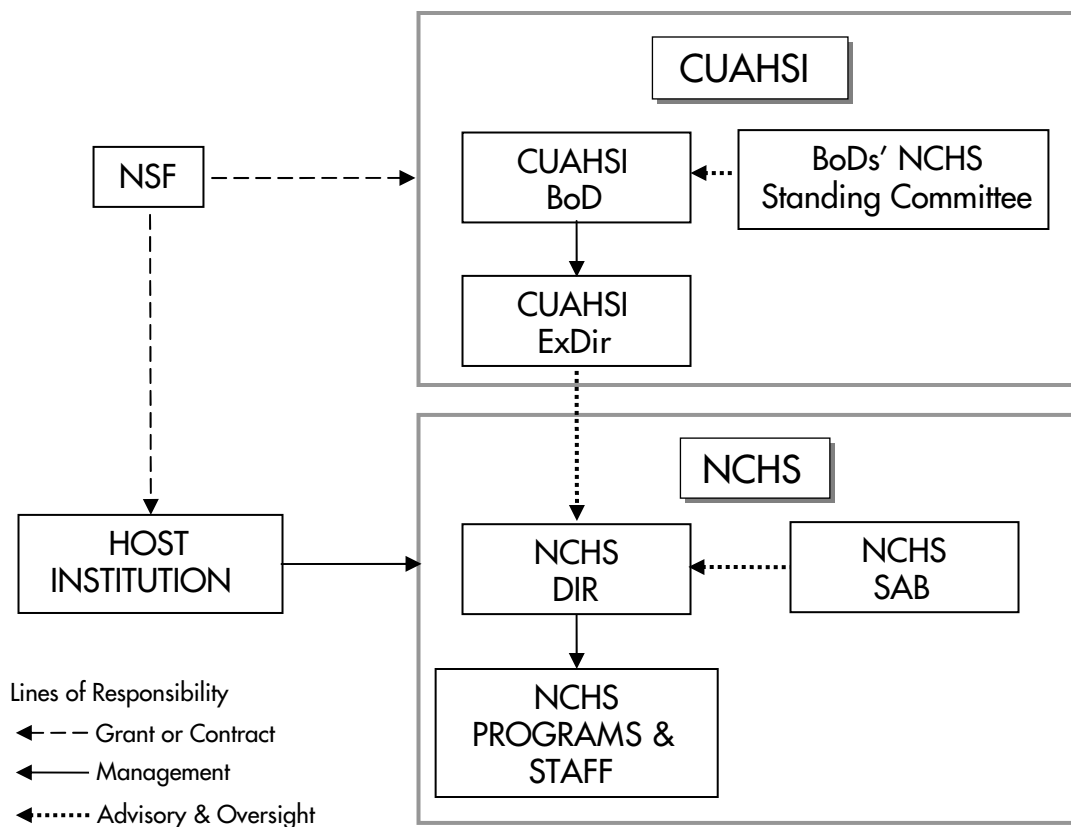 CUAHSI
NSF
CUAHSI
BoD
BoDs’ NCHS
Standing Committee
CUAHSI
ExDir
NCHS
HOST
INSTITUTION
NCHS
DIR
NCHS
SAB
NCHS
PROGRAMS &
STAFF
Lines of Responsibility
Grant or Contract
Management
Advisory & Oversight